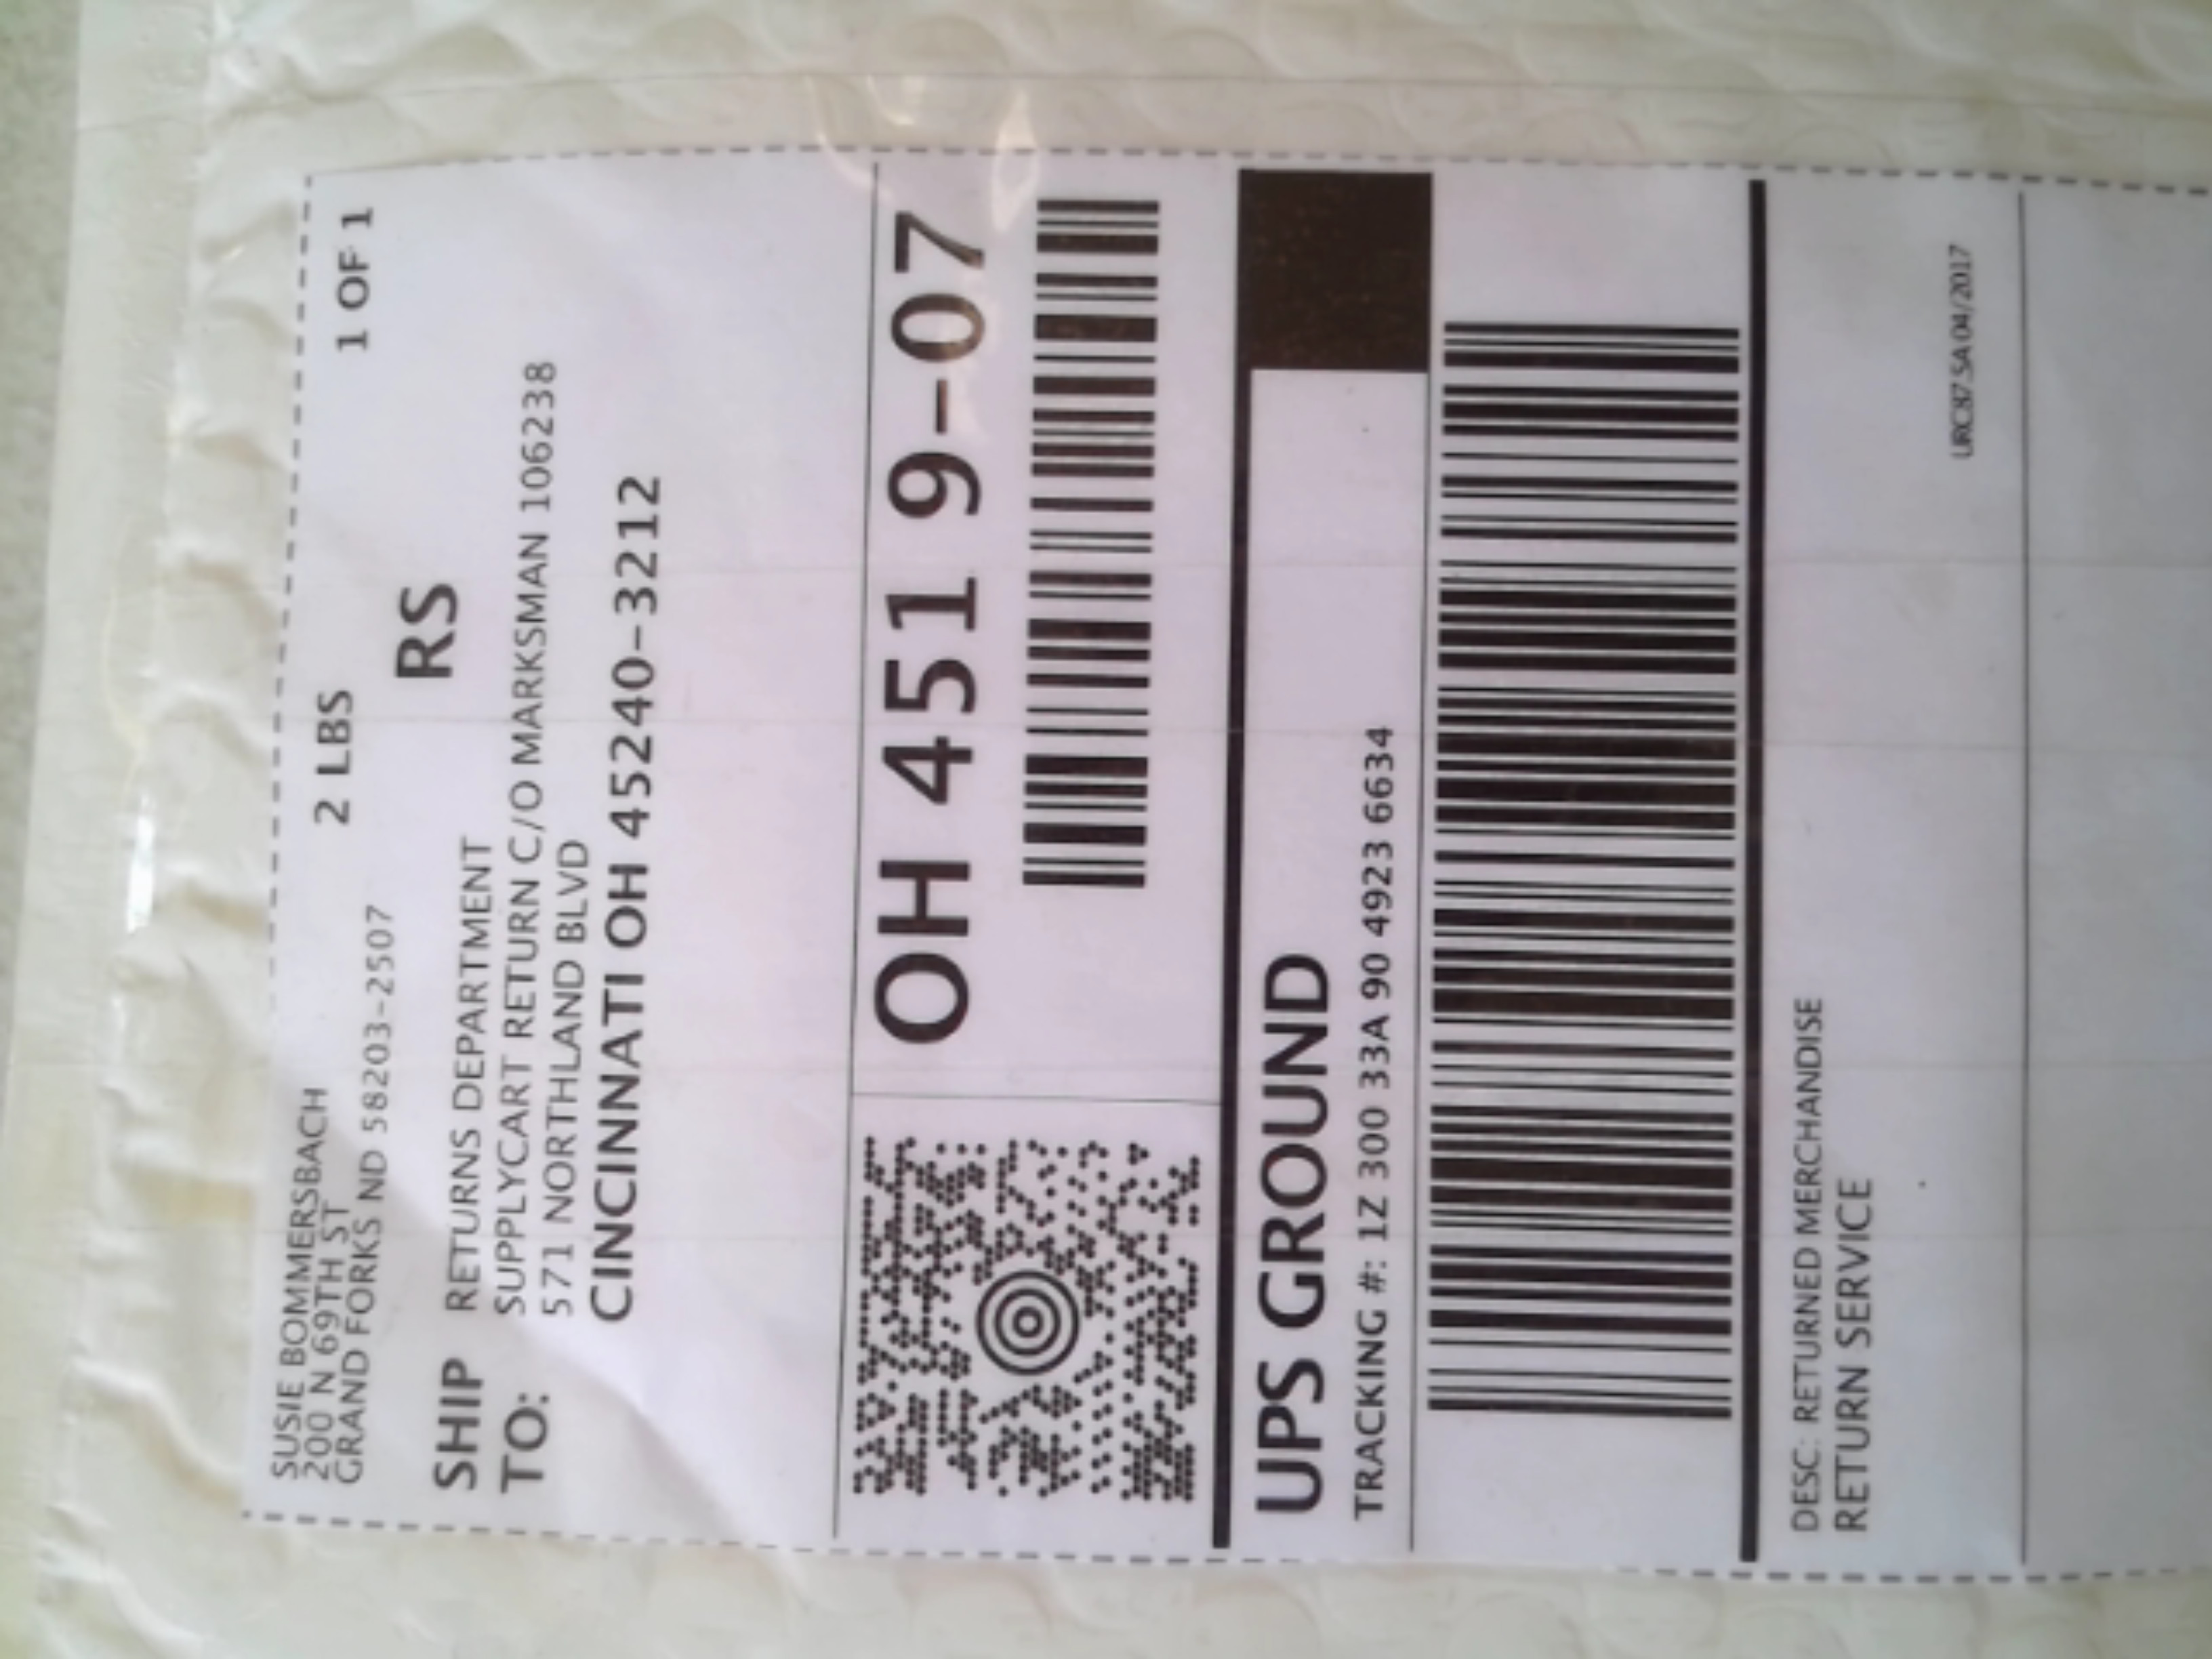 SUSIE BOMMERSBACH
200 N 69TH ST
GRAND FORKS ND 58203-2507
2 LBS
1 OF 1
RS
SHIP TO:
RETURNS DEPARTMENT
SUPPLYCART RETURN C/O MARKSMAN 106238
571 NORTHLAND BLVD
CINCINNATI OH 45240-3212
OH 451 9-07
UPS GROUND
TRACKING #: 1Z 300 33A 90 4923 6634
DESC: RETURNED MERCHANDISE
RETURN SERVICE
URC87.5A 04/2017